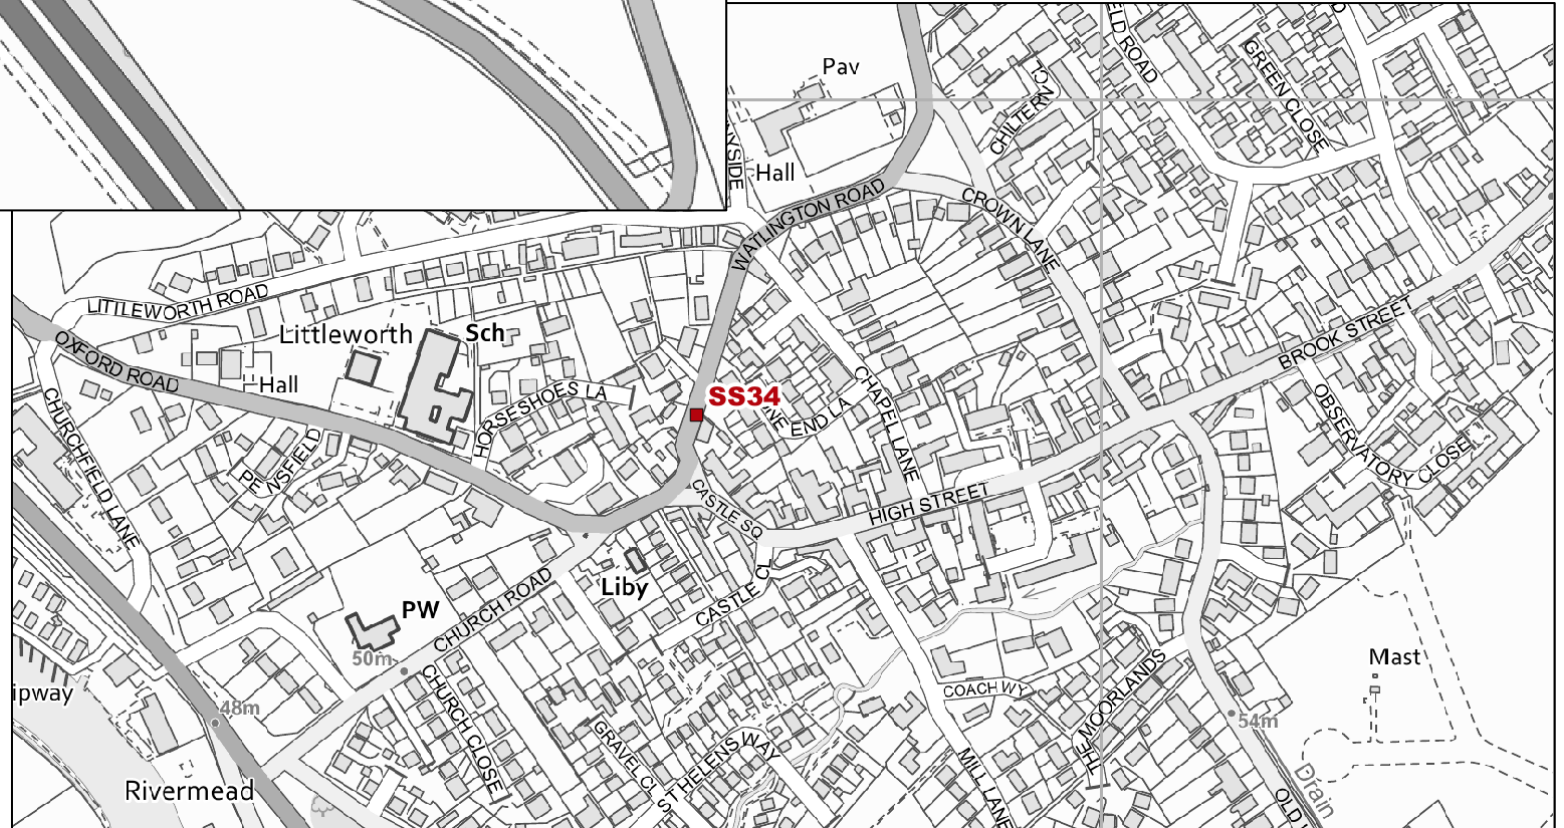 Pav
GREEN CLOSE
CHILTERN CL
Hall
WATLINGTON ROAD
CROWN LANE
LITTLEWORTH ROAD
Littleworth
Sch
OXFORD ROAD
Hall
BROOK STREET
HORSESHOES LA
SS34
END LA
CHAPEL LANE
CHURCHFIELD LANE
PENSFIELD
OBSERVATORY CLOSE
CASTLE SQ
HIGH STREET
Liby
CASTLE CL
PW
CHURCH ROAD
50m
Mast
CHURCH CLOSE
COACH WY
THE MOORLANDS
48m
54m
GRAVEL CL
ST HELENS WAY
MILL LANE
Rivermead
Drain